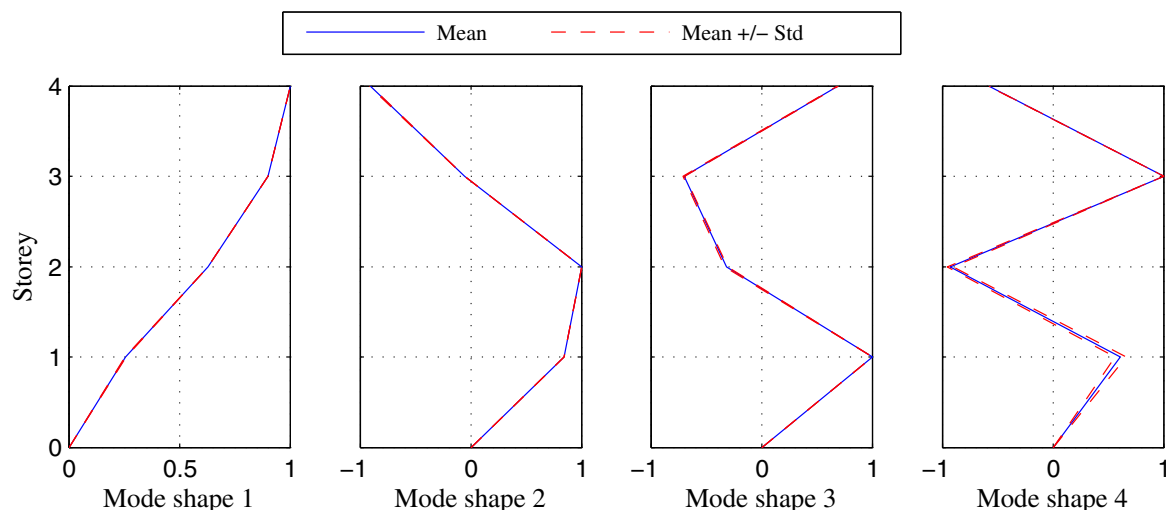 Mean
Mean +/− Std
4
3
2
1
0
Storey
0 0.5 1
−1 0 1
−1 0 1
−1 0 1
Mode shape 1
Mode shape 2
Mode shape 3
Mode shape 4